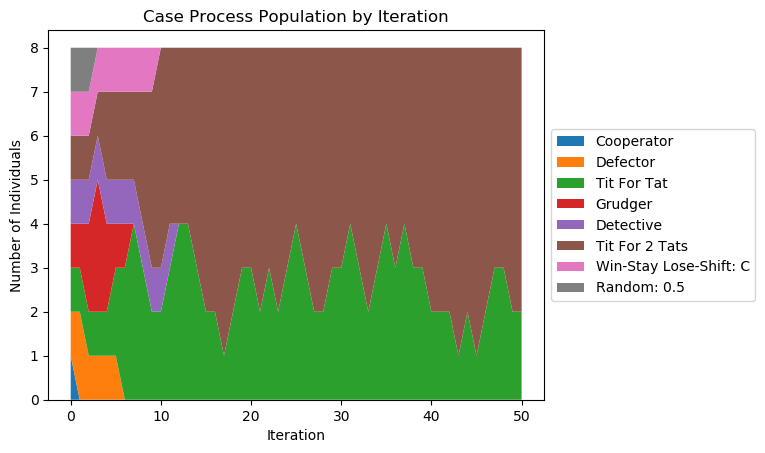 Case Process Population by Iteration
Number of Individuals
8
7
6
5
4
3
2
1
0
0 10 20 30 40 50
Iteration
Cooperator
Defector
Tit For Tat
Grudger
Detective
Tit For 2 Tats
Win-Stay Lose-Shift: C
Random: 0.5